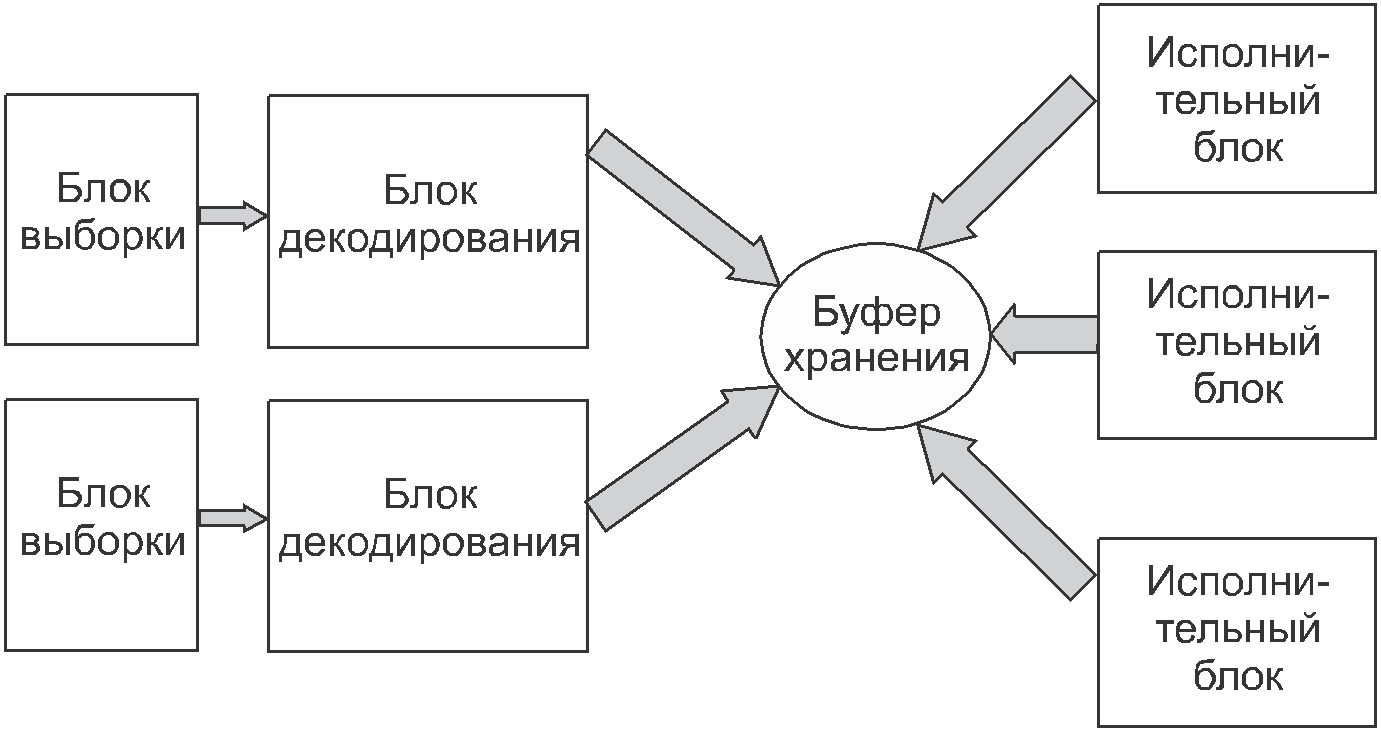 Блок
выборки
Блок
декодирования
Блок
выборки
Блок
декодирования
Буфер
хранения
Исполни-
тельный
блок
Исполни-
тельный
блок
Исполни-
тельный
блок